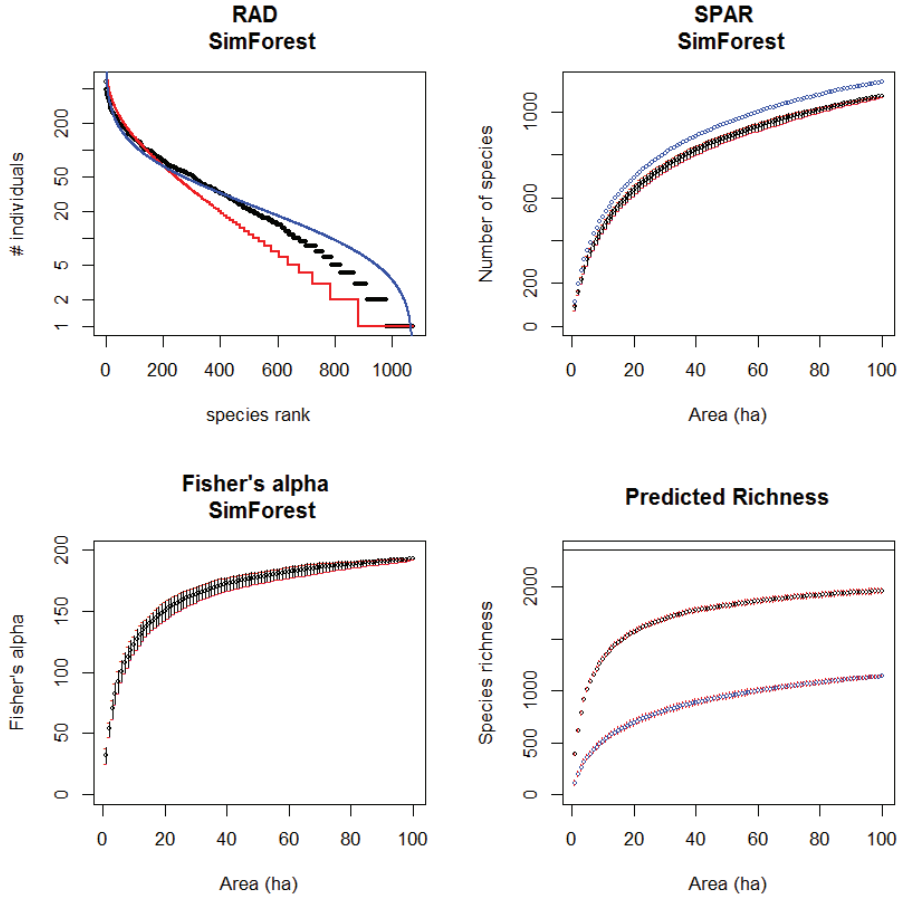 RAD
SimForest
# individuals
200
50
20
5
2
1
0
200
400
600
800
1000
species rank
SPAR
SimForest
Number of species
1000
600
200
0
0
20
40
60
80
100
Area (ha)
Fisher's alpha
SimForest
Fisher's alpha
200
150
100
50
0
0
20
40
60
80
100
Area (ha)
Predicted Richness
Species richness
2000
1000
500
0
0
20
40
60
80
100
Area (ha)